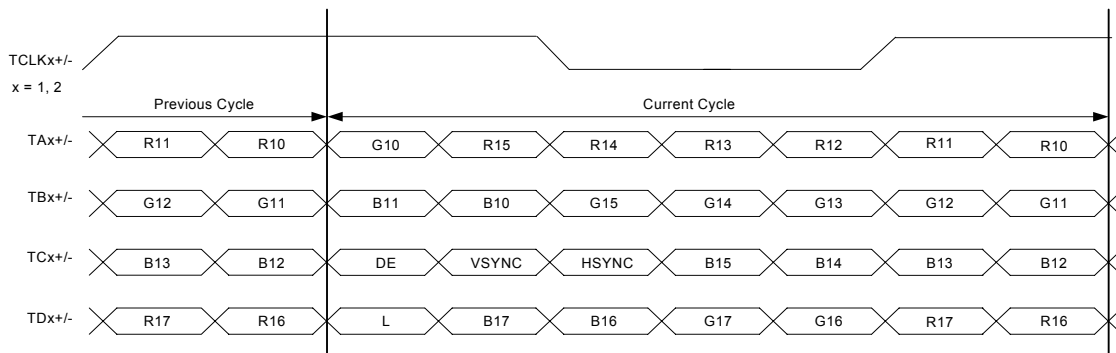 TCLKx+/-
x = 1, 2
Previous Cycle Current Cycle
TAx+/- R11 R10 G10 R15 R14 R13 R12 R11 R10
TBx+/- G12 G11 B11 B10 G15 G14 G13 G12 G11
TCx+/- B13 B12 DE VSYNC HSYNC B15 B14 B13 B12
TDx+/- R17 R16 L B17 B16 G17 G16 R17 R16